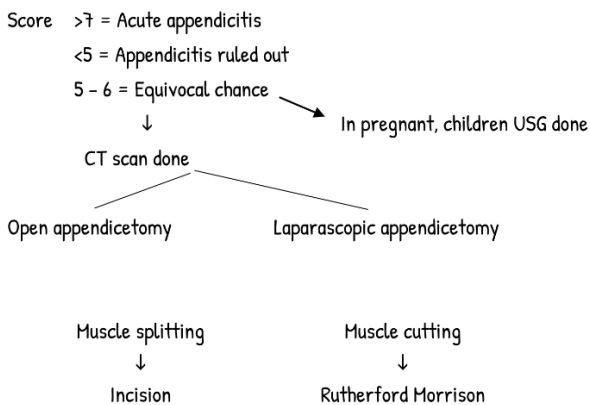 Score >7 = Acute appendicitis
<5 = Appendicitis ruled out
5 - 6 = Equivocal chance
↓
In pregnant, children USG done
CT scan done
Open appendicetomy Laparascopic appendicetomy
Muscle splitting Muscle cutting
↓ ↓
Incision Rutherford Morrison